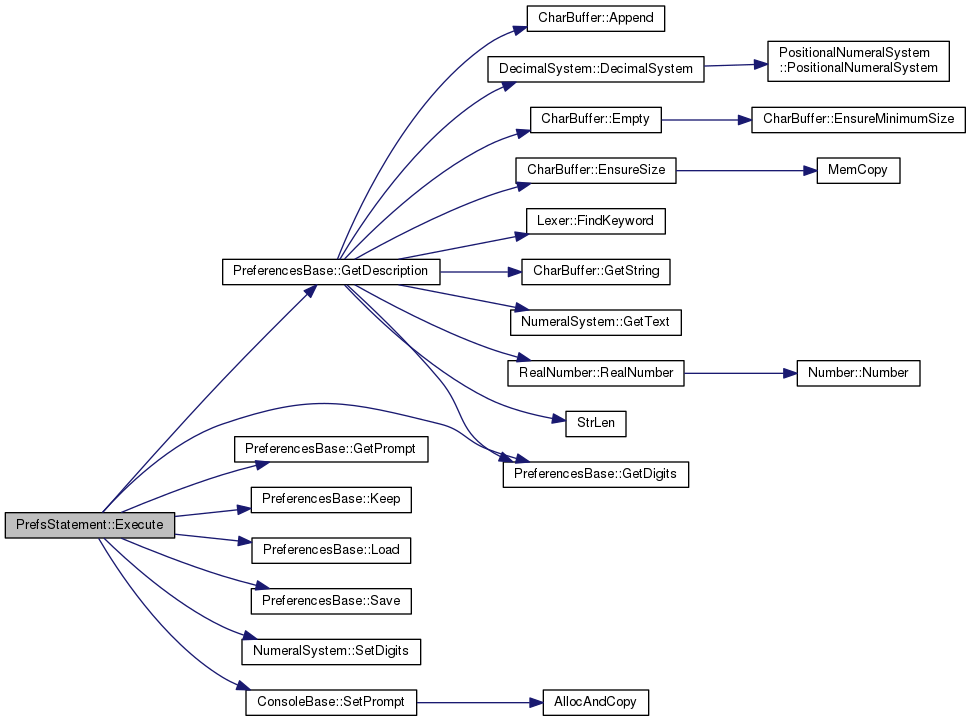 CharBuffer::Append
DecimalSystem::DecimalSystem
PositionalNumeralSystem
::PositionalNumeralSystem
CharBuffer::Empty
CharBuffer::EnsureMinimumSize
CharBuffer::EnsureSize
MemCopy
Lexer::FindKeyword
PreferencesBase::GetDescription
CharBuffer::GetString
NumeralSystem::GetText
RealNumber::RealNumber
Number::Number
StrLen
PreferencesBase::GetPrompt
PreferencesBase::GetDigits
PreferencesBase::Keep
PrefsStatement::Execute
PreferencesBase::Load
PreferencesBase::Save
NumeralSystem::SetDigits
ConsoleBase::SetPrompt
AllocAndCopy